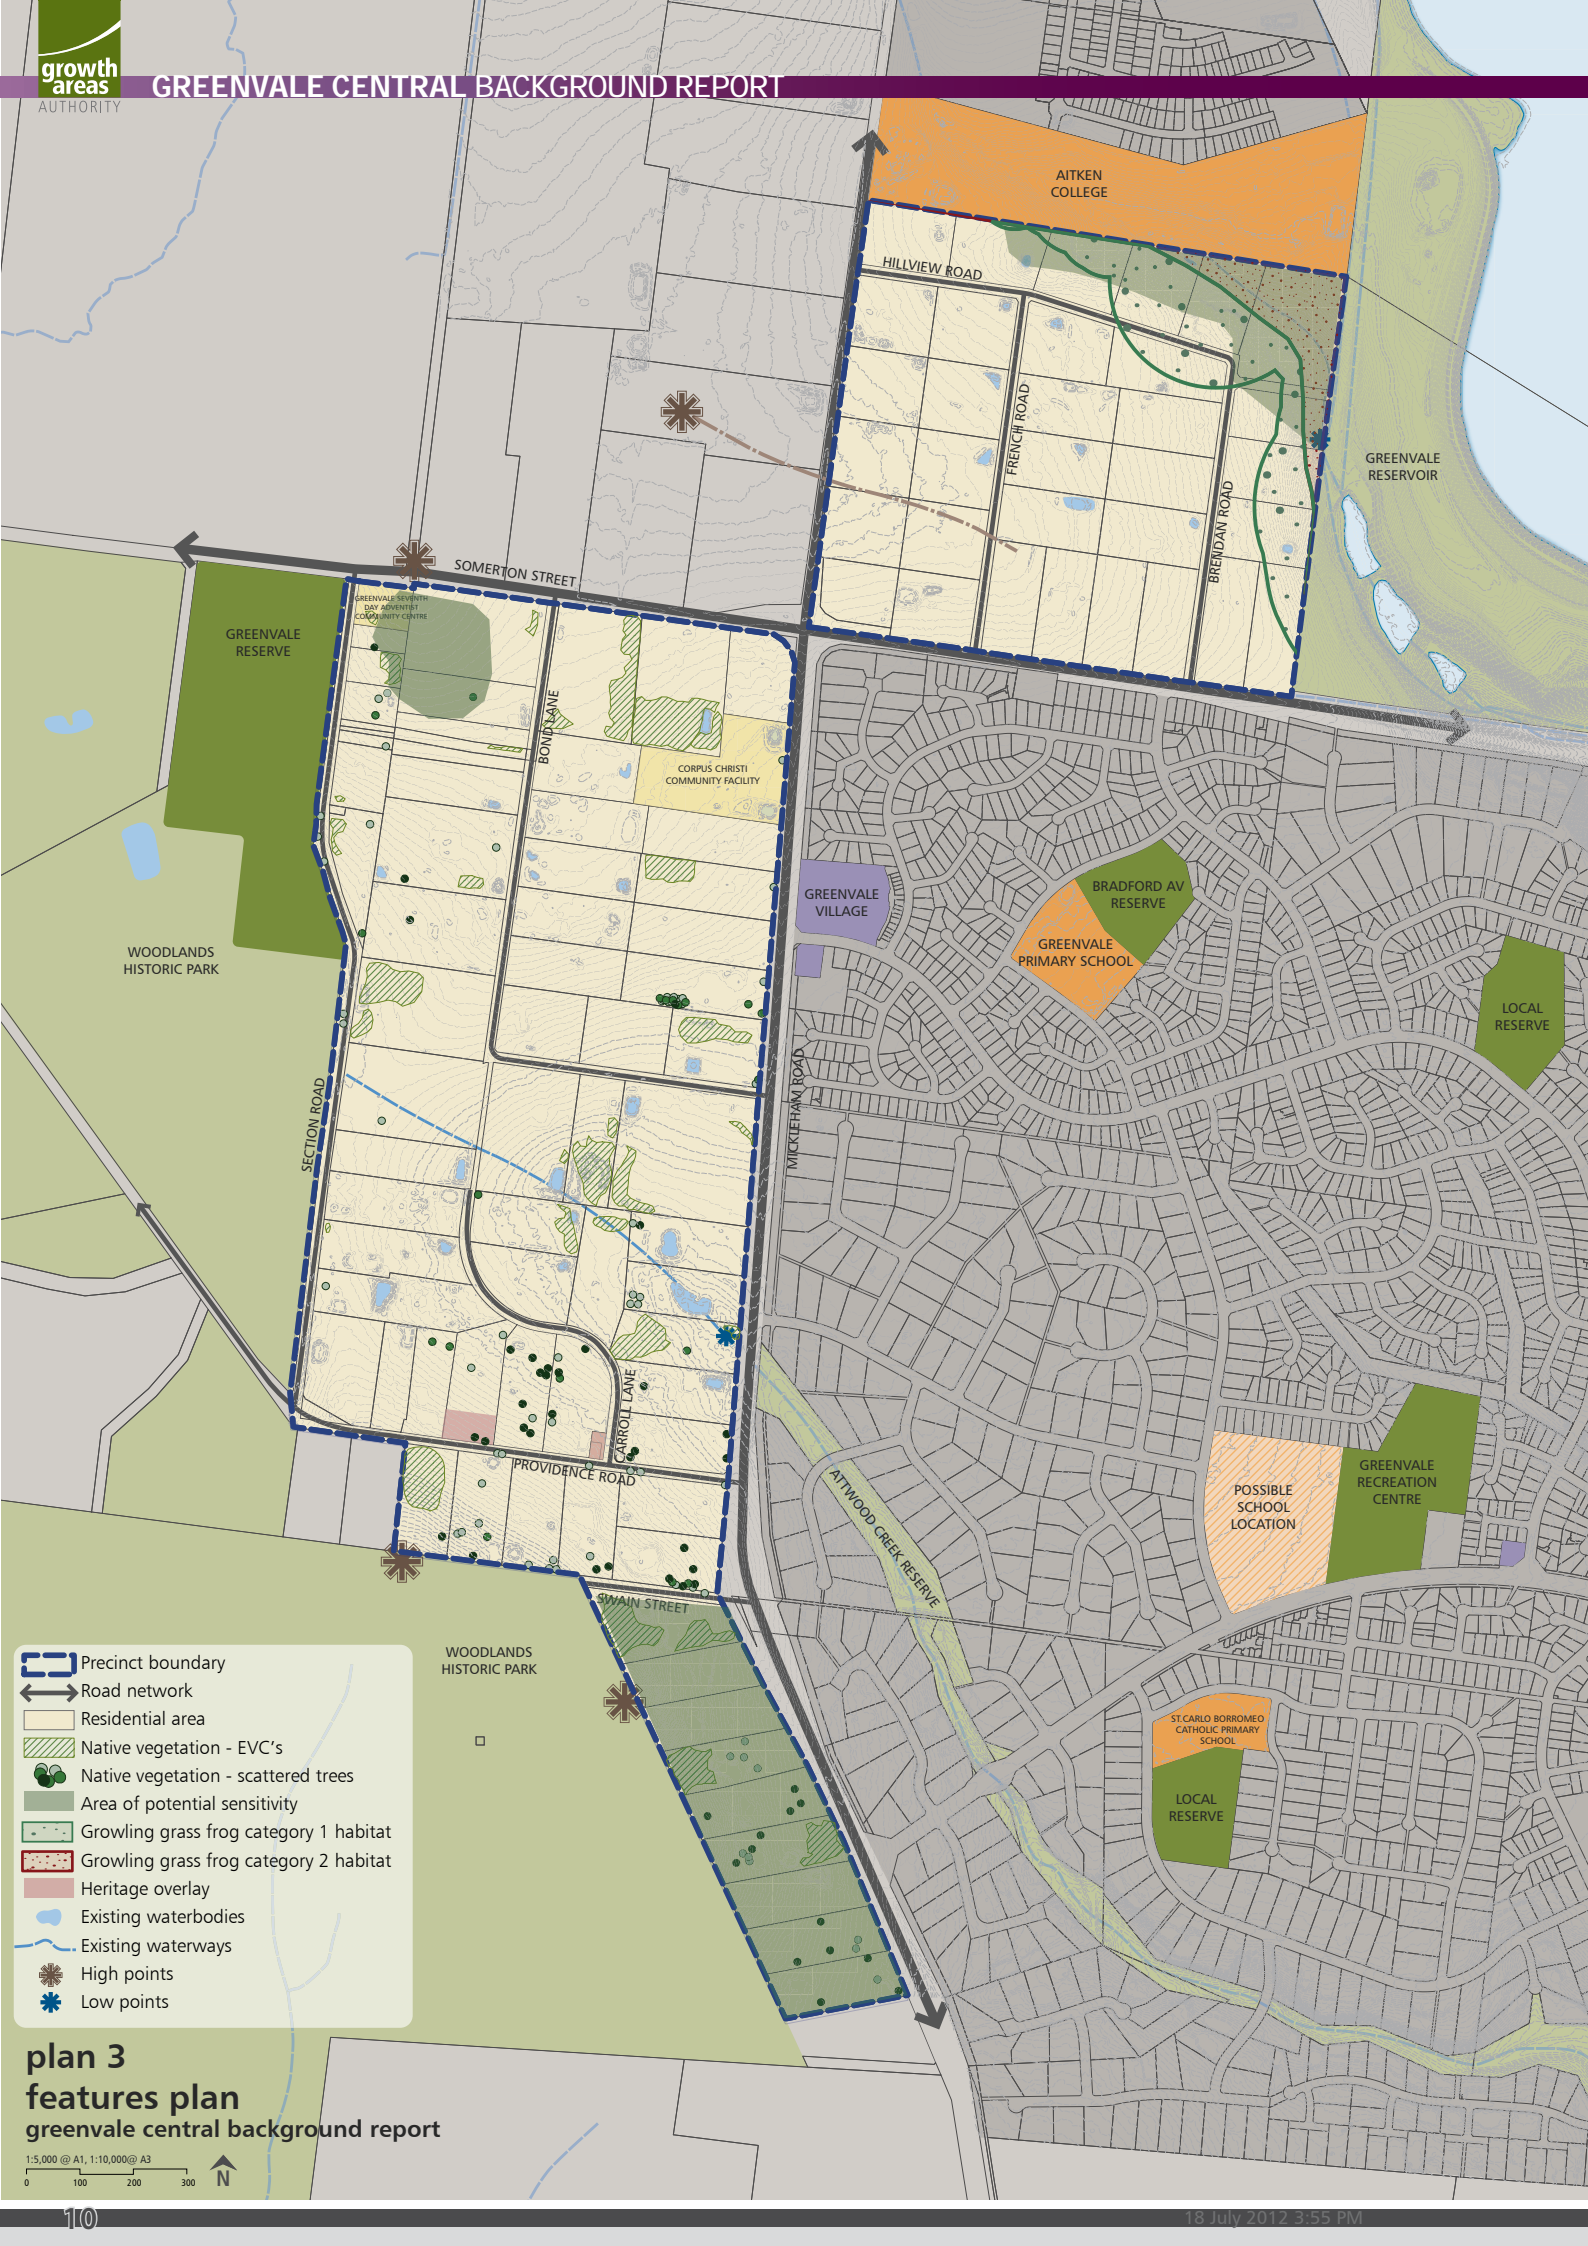 growth
areas
AUTHORITY
GREENVALE CENTRAL BACKGROUND REPORT
AITKEN
COLLEGE
HILLVIEW ROAD
FRENCH ROAD
BRENDAN ROAD
GREENVALE
RESERVOIR
SOMERTON STREET
GREENVALE SEVENTH
DAY ADVENTIST
COMMUNITY CENTRE
GREENVALE
RESERVE
BOND LANE
CORPUS CHRISTI
COMMUNITY FACILITY
GREENVALE
VILLAGE
BRADFORD AV
RESERVE
GREENVALE
PRIMARY SCHOOL
WOODLANDS
HISTORIC PARK
LOCAL
RESERVE
SECTION ROAD
MICKLEHAM ROAD
CARROLL LANE
PROVIDENCE ROAD
ATTWOOD CREEK RESERVE
POSSIBLE
SCHOOL
LOCATION
GREENVALE
RECREATION
CENTRE
SWAIN STREET
WOODLANDS
HISTORIC PARK
ST.CARLO BORROMEO
CATHOLIC PRIMARY
SCHOOL
LOCAL
RESERVE
Precinct boundary
Road network
Residential area
Native vegetation - EVC's
Native vegetation - scattered trees
Area of potential sensitivity
Growling grass frog category 1 habitat
Growling grass frog category 2 habitat
Heritage overlay
Existing waterbodies
Existing waterways
High points
Low points
plan 3
features plan
greenvale central background report
1:5,000 @ A1, 1:10,000@ A3
0 100 200 300
N
10
18 July 2012 3:55 PM